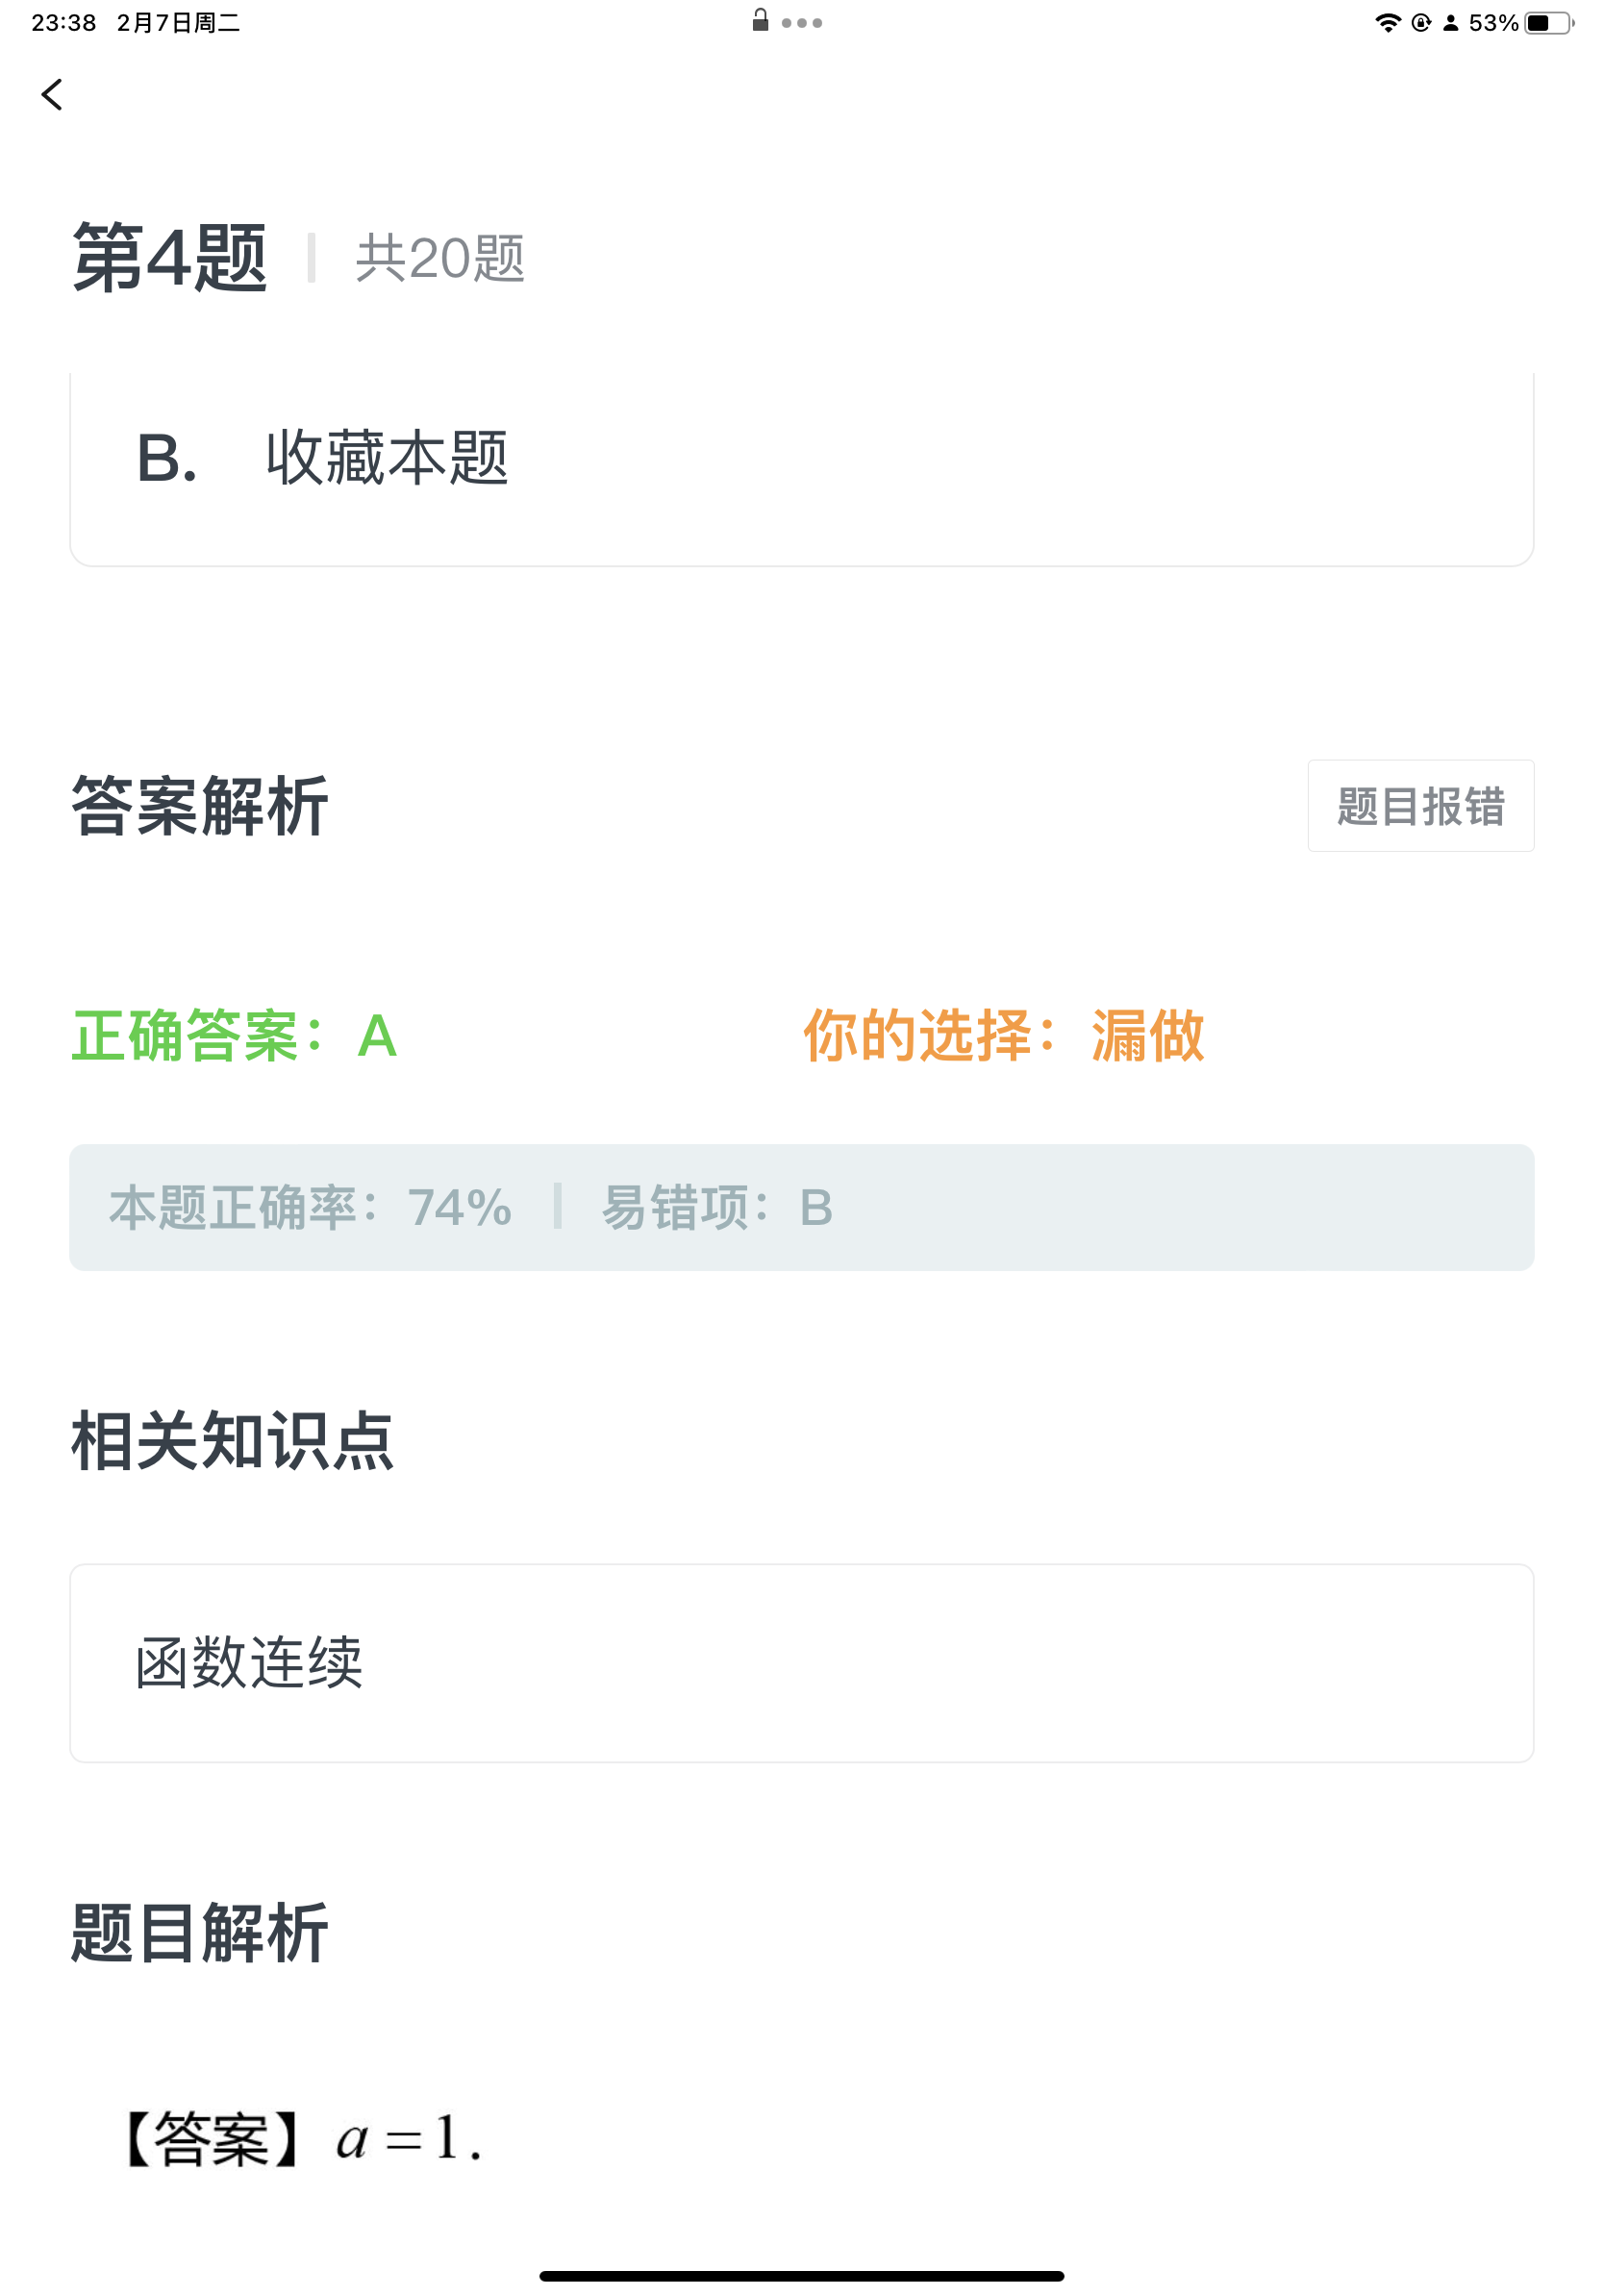 23:38 2月7日周二 53%
第4题 共20题
B. 收藏本题
答案解析 题目报错
正确答案：A 你的选择：漏做
本题正确率：74% 易错项：B
相关知识点
函数连续
题目解析
【答案】a=1.